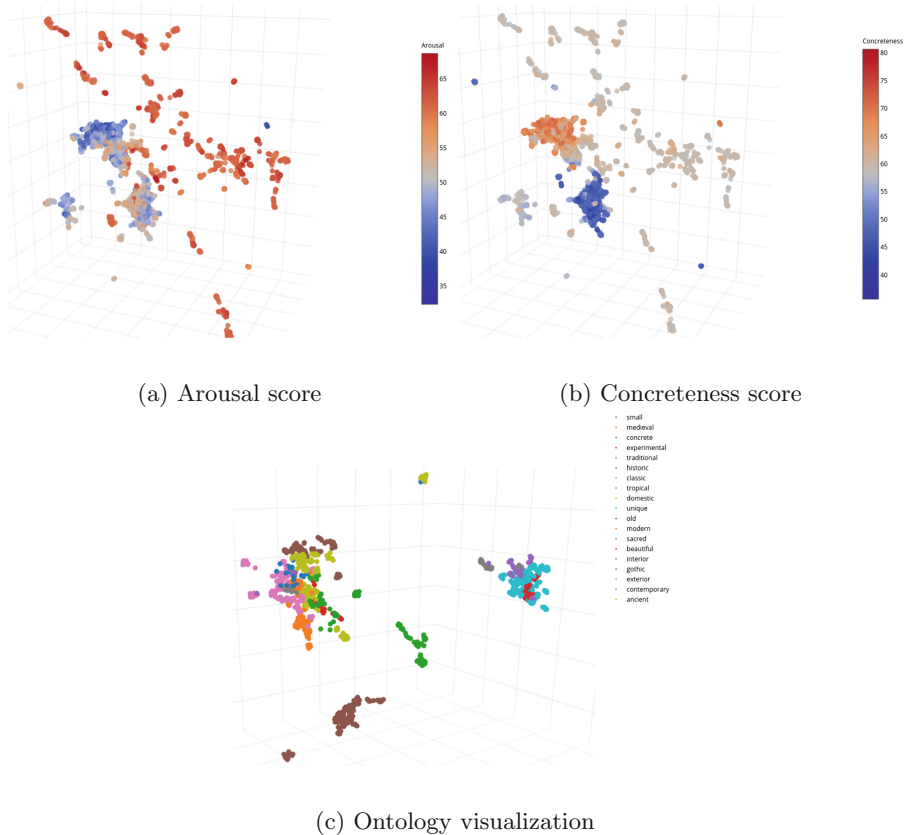 Arousal
65
60
55
50
45
40
35
Concreteness
80
75
70
65
60
55
50
45
40
(a) Arousal score
(b) Concreteness score
small
medieval
concrete
experimental
traditional
historic
classic
tropical
domestic
unique
old
modern
sacred
beautiful
interior
gothic
exterior
contemporary
ancient
(c) Ontology visualization